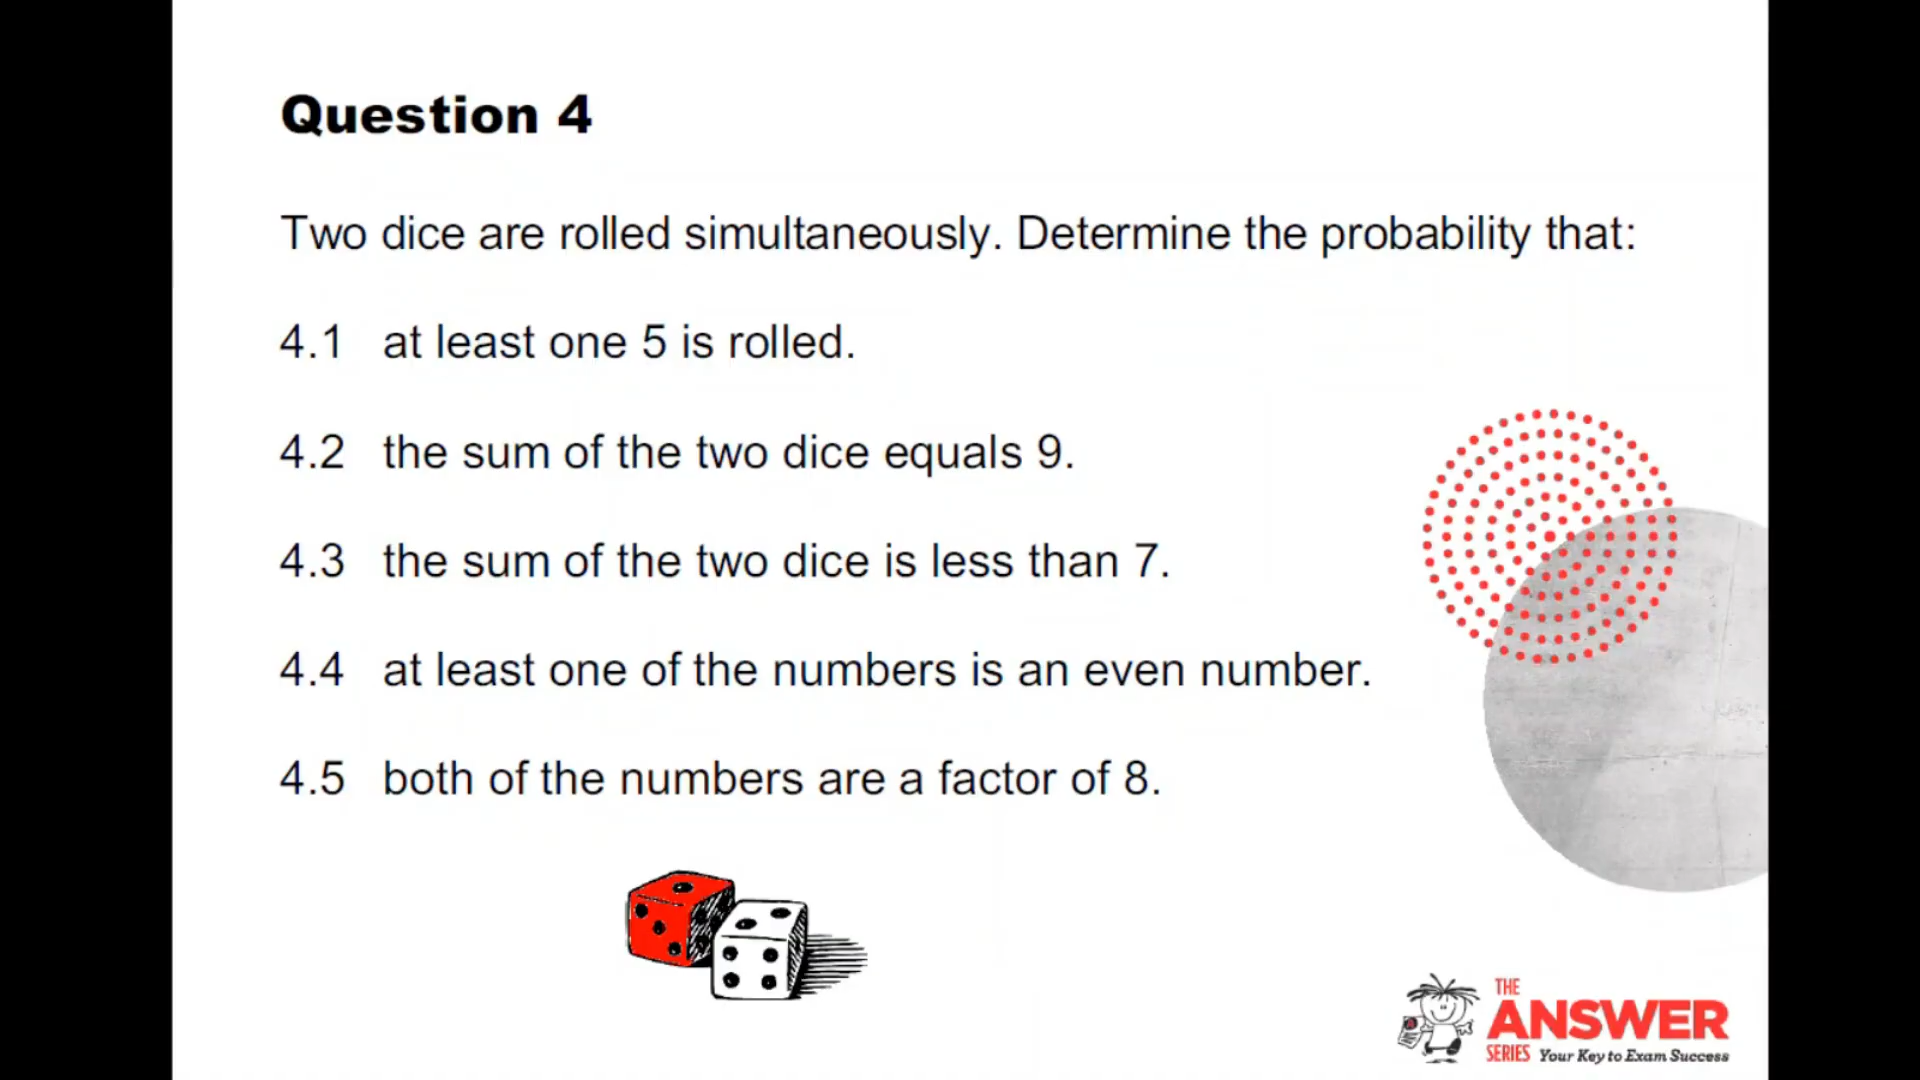 Question 4
Two dice are rolled simultaneously. Determine the probability that:
4.1 at least one 5 is rolled.
4.2 the sum of the two dice equals 9.
4.3 the sum of the two dice is less than 7.
4.4 at least one of the numbers is an even number.
4.5 both of the numbers are a factor of 8.
THE
ANSWER
SERIES Your Key to Exam Success